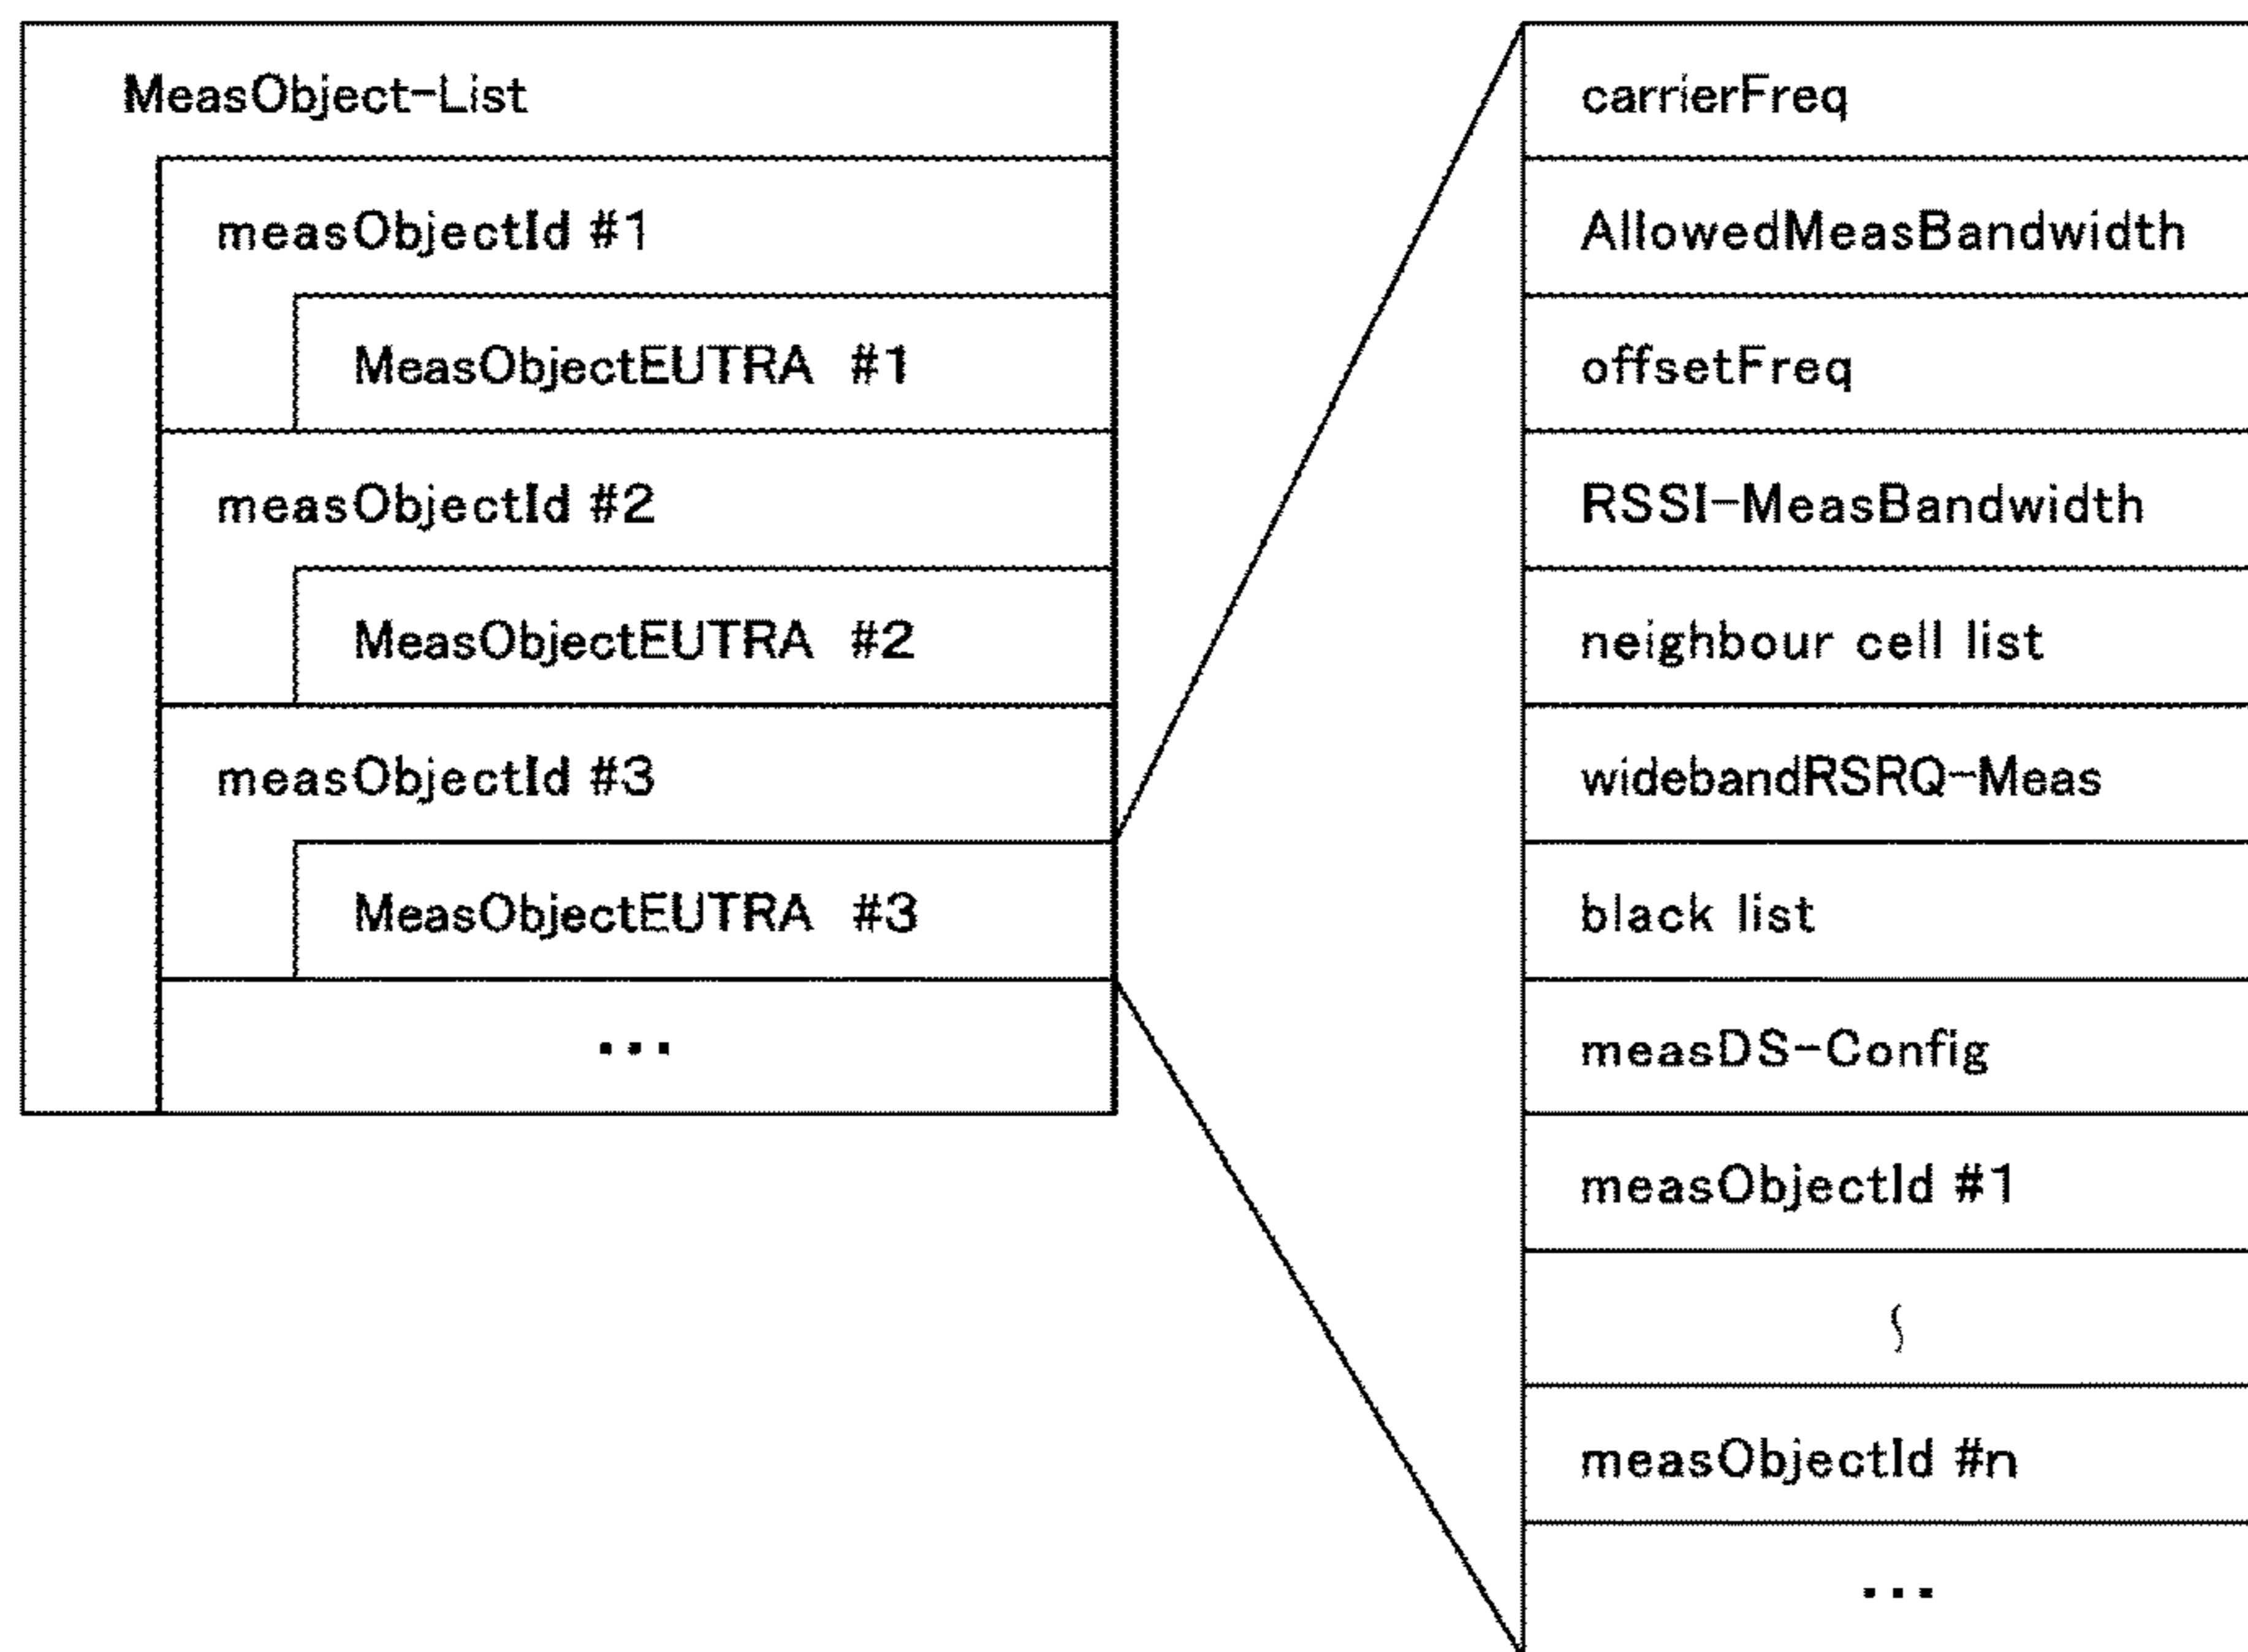 MeasObject-List
measObjectId #1
MeasObjectEUTRA #1
measObjectId #2
MeasObjectEUTRA #2
measObjectId #3
MeasObjectEUTRA #3
...
carrierFreq
AllowedMeasBandwidth
offsetFreq
RSSI-MeasBandwidth
neighbour cell list
widebandRSRQ-Meas
black list
measDS-Config
measObjectId #1
⌇
measObjectId #n
...